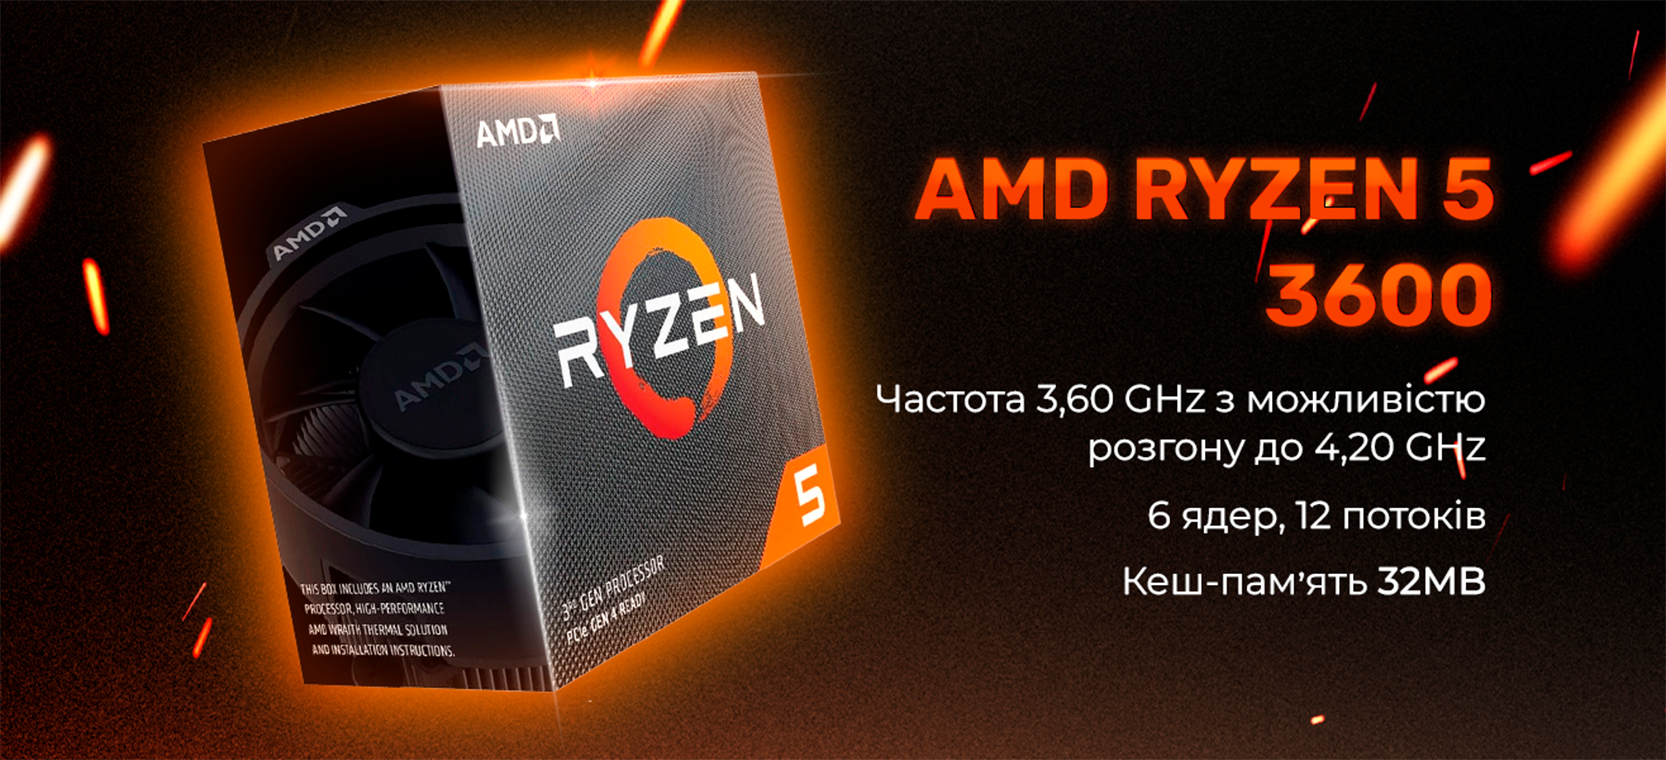 AMD
AMD
AMD
RYZEN
5
THIS BOX INCLUDES AN AMD RYZEN™
PROCESSOR, HIGH-PERFORMANCE
AMD WRAITH THERMAL SOLUTION
AND INSTALLATION INSTRUCTIONS.
3RD GEN PROCESSOR
PCIe GEN 4 READY
AMD RYZEN 5
3600
Частота 3,60 GHz з можливістю
розгону до 4,20 GHz
6 ядер, 12 потоків
Кеш-пам’ять 32MB